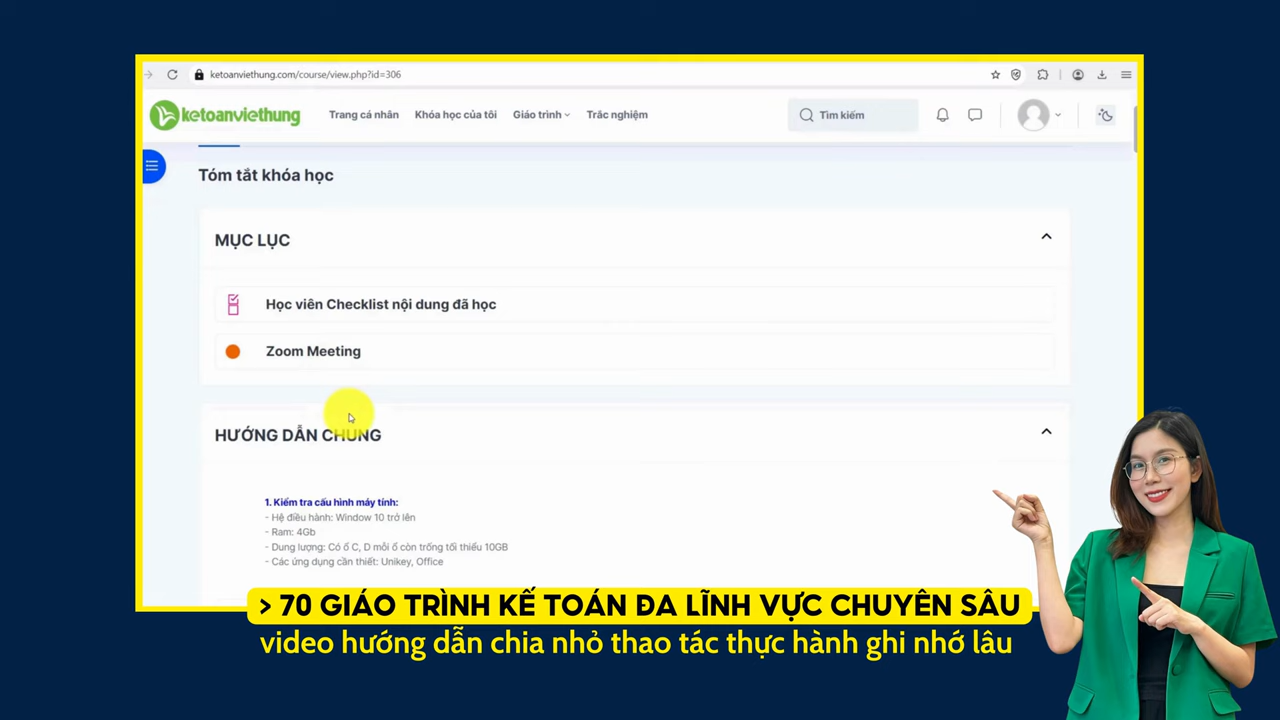 ketoanviethung.com/course/view.php?id=306
ketoanviethung
Trang cá nhân
Khóa học của tôi
Giáo trình
Trắc nghiệm
Tìm kiếm
Tóm tắt khóa học
MỤC LỤC
Học viên Checklist nội dung đã học
Zoom Meeting
HƯỚNG DẪN CHUNG
1. Kiểm tra cấu hình máy tính:
- Hệ điều hành: Window 10 trở lên
- Ram: 4Gb
- Dung lượng: Có ổ C, D mỗi ổ còn trống tối thiểu 10GB
- Các ứng dụng cần thiết: Unikey, Office
> 70 GIÁO TRÌNH KẾ TOÁN ĐA LĨNH VỰC CHUYÊN SÂU
video hướng dẫn chia nhỏ thao tác thực hành ghi nhớ lâu